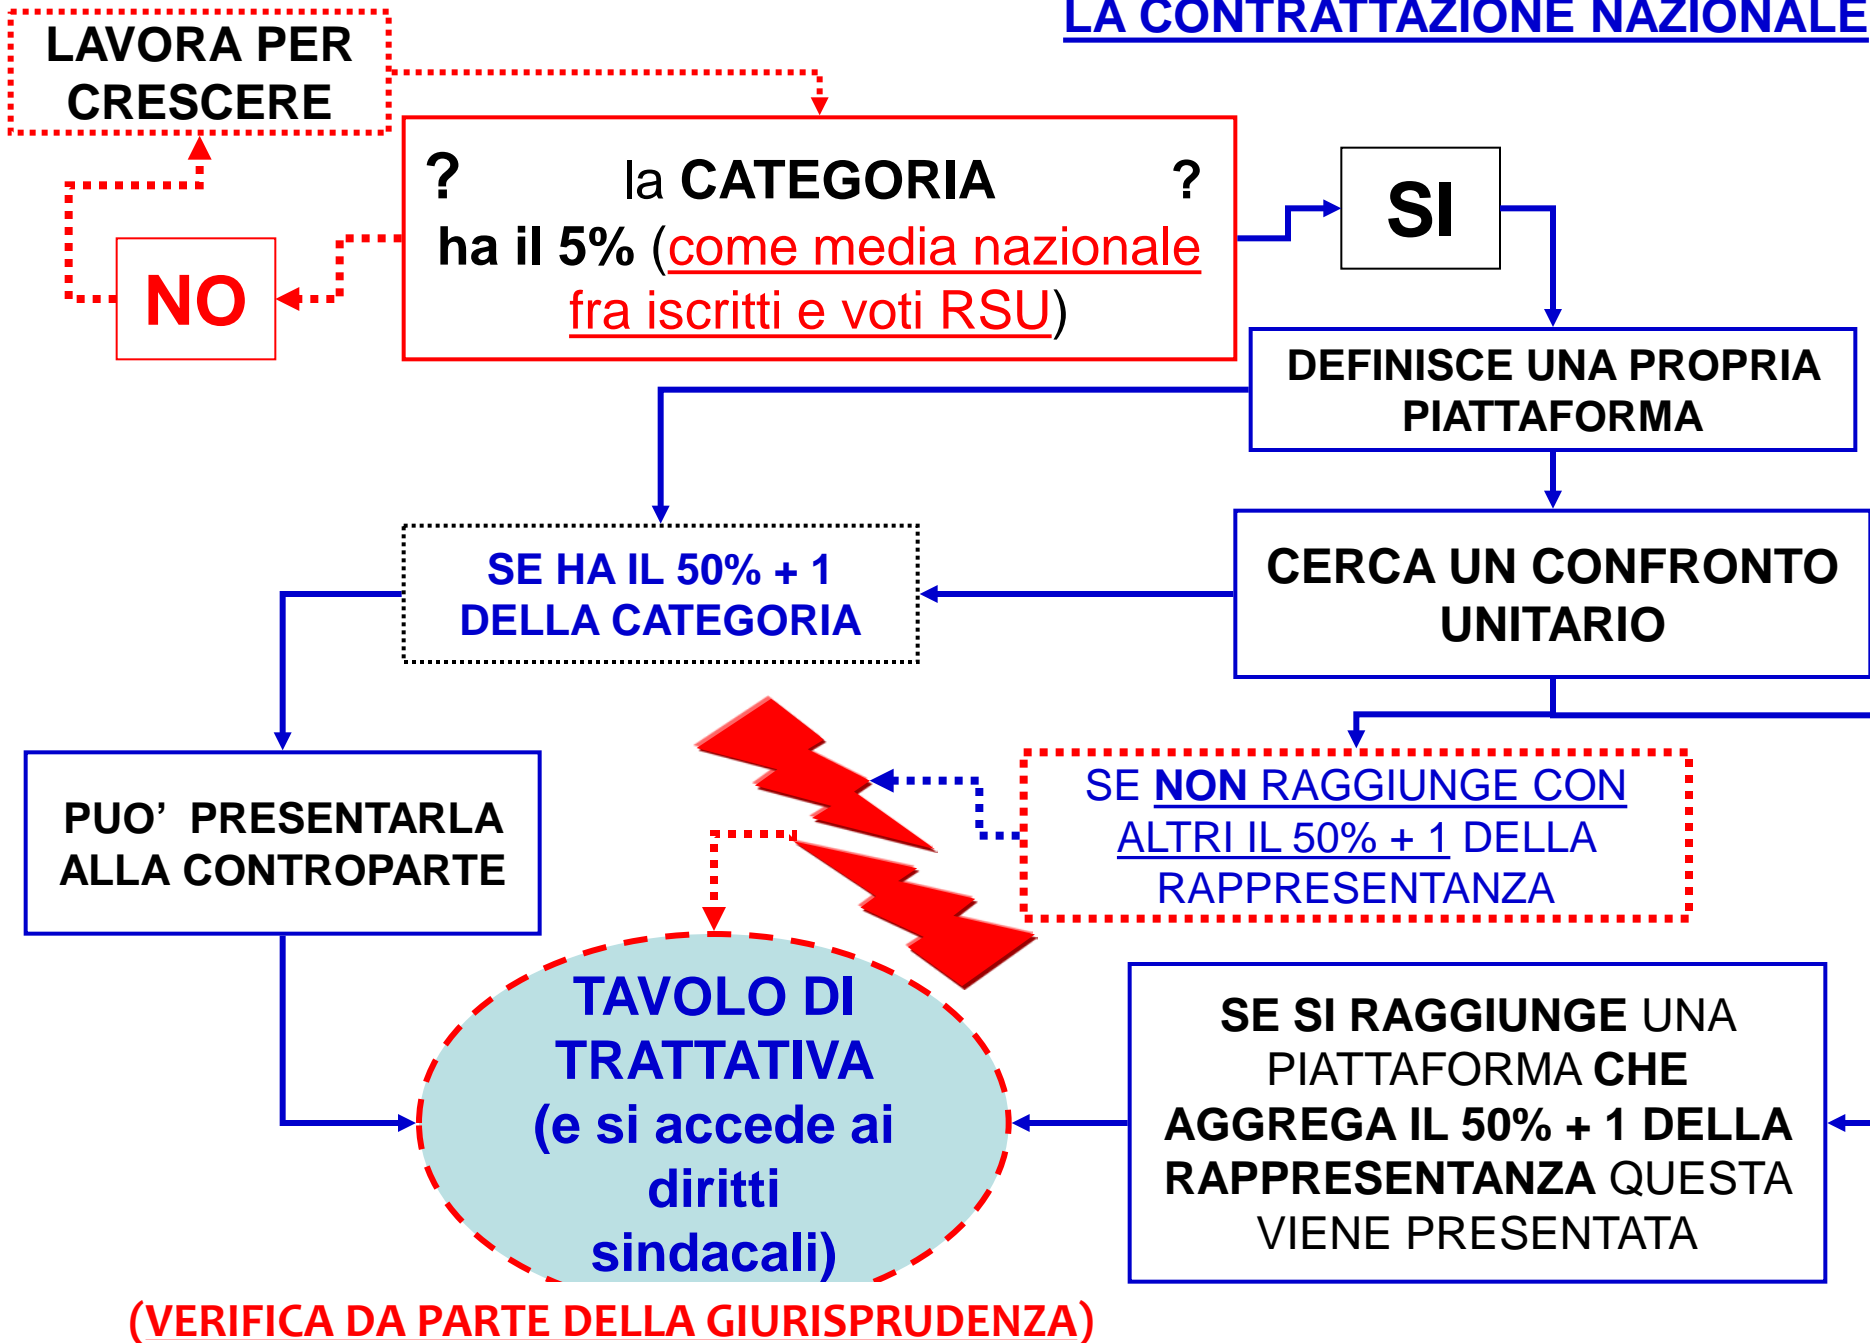 LA CONTRATTAZIONE NAZIONALE
LAVORA PER
CRESCERE
? la CATEGORIA ?
ha il 5% (come media nazionale
fra iscritti e voti RSU)
SI
NO
DEFINISCE UNA PROPRIA
PIATTAFORMA
SE HA IL 50% + 1
DELLA CATEGORIA
CERCA UN CONFRONTO
UNITARIO
PUO’ PRESENTARLA
ALLA CONTROPARTE
SE NON RAGGIUNGE CON
ALTRI IL 50% + 1 DELLA
RAPPRESENTANZA
TAVOLO DI
TRATTATIVA
(e si accede ai
diritti
sindacali)
SE SI RAGGIUNGE UNA
PIATTAFORMA CHE
AGGREGA IL 50% + 1 DELLA
RAPPRESENTANZA QUESTA
VIENE PRESENTATA
(VERIFICA DA PARTE DELLA GIURISPRUDENZA)